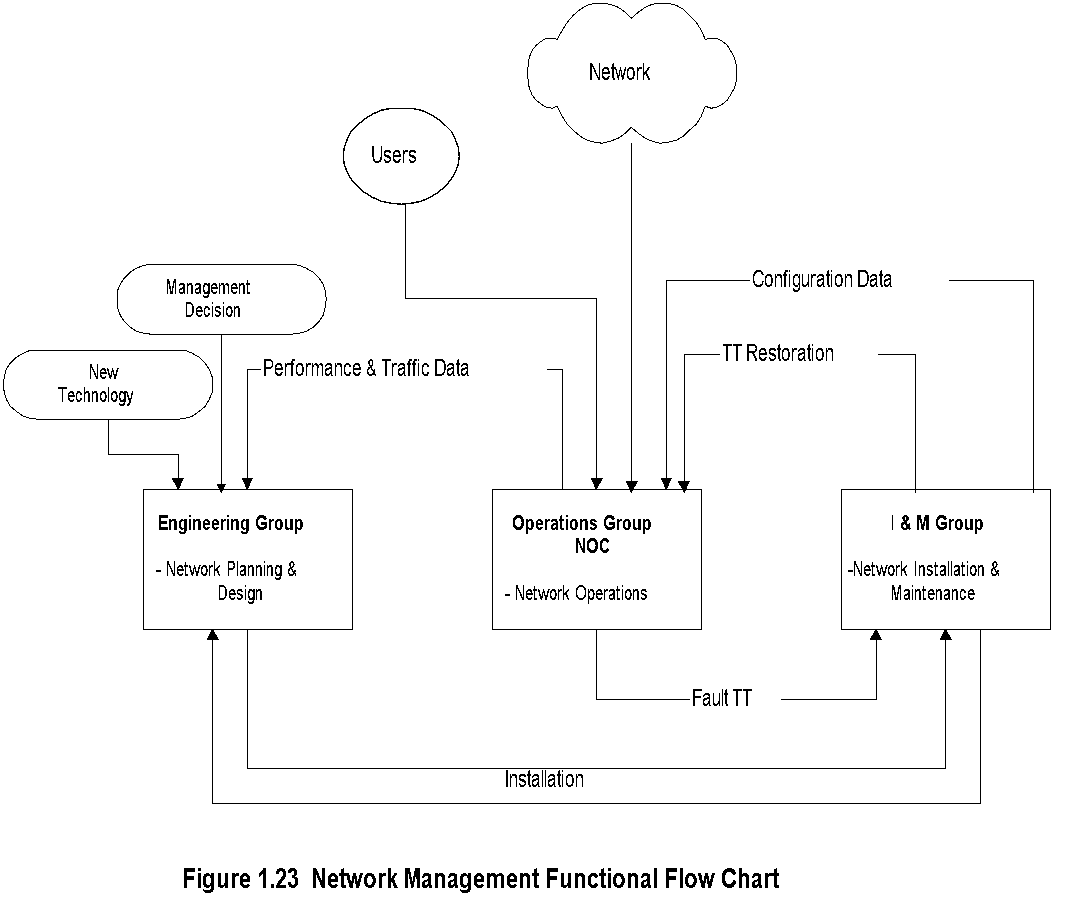 Network
Users
Management
Decision
New
Technology
Configuration Data
TT Restoration
Performance & Traffic Data
Engineering Group
- Network Planning &
Design
Operations Group
NOC
- Network Operations
I & M Group
-Network Installation &
Maintenance
Fault TT
Installation
Figure 1.23 Network Management Functional Flow Chart